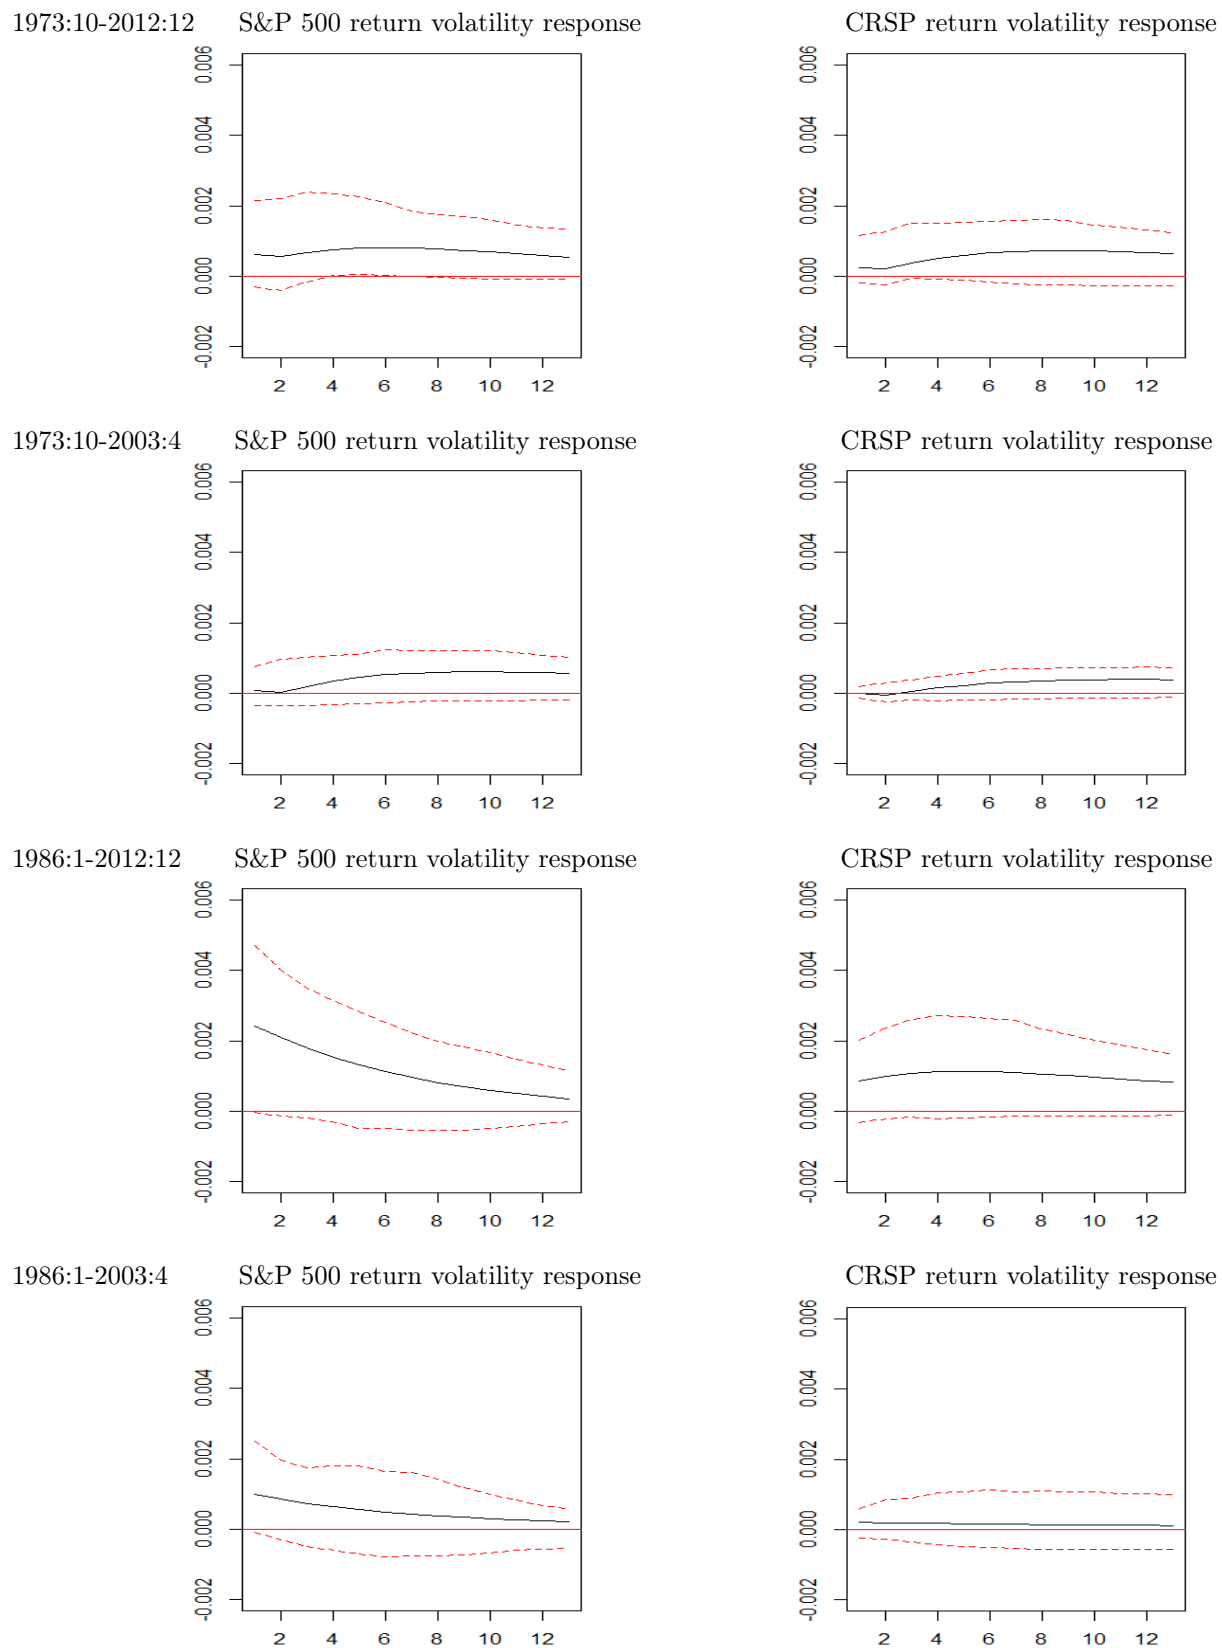 1973:10-2012:12 S&P 500 return volatility response CRSP return volatility response
0.006 0.006
0.004 0.004
0.002 0.002
0.000 0.000
-0.002 -0.002
2 4 6 8 10 12 2 4 6 8 10 12
1973:10-2003:4 S&P 500 return volatility response CRSP return volatility response
0.006 0.006
0.004 0.004
0.002 0.002
0.000 0.000
-0.002 -0.002
2 4 6 8 10 12 2 4 6 8 10 12
1986:1-2012:12 S&P 500 return volatility response CRSP return volatility response
0.006 0.006
0.004 0.004
0.002 0.002
0.000 0.000
-0.002 -0.002
2 4 6 8 10 12 2 4 6 8 10 12
1986:1-2003:4 S&P 500 return volatility response CRSP return volatility response
0.006 0.006
0.004 0.004
0.002 0.002
0.000 0.000
-0.002 -0.002
2 4 6 8 10 12 2 4 6 8 10 12